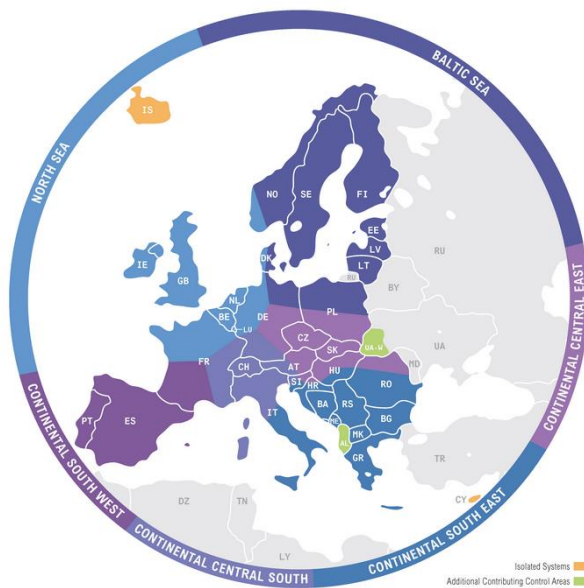 BALTIC SEA
NORTH SEA
IS
NO
SE
FI
EE
LV
LT
RU
RU
BY
DK
IE
GB
NL
BE
LU
DE
PL
CZ
SK
UA-W
UA
MD
FR
CH
AT
HU
SI
HR
RO
IT
BA
RS
ME
BG
MK
AL
GR
PT
ES
TR
CY
DZ
TN
LY
CONTINENTAL CENTRAL EAST
CONTINENTAL SOUTH WEST
CONTINENTAL CENTRAL SOUTH
CONTINENTAL SOUTH EAST
Isolated Systems
Additional Contributing Control Areas